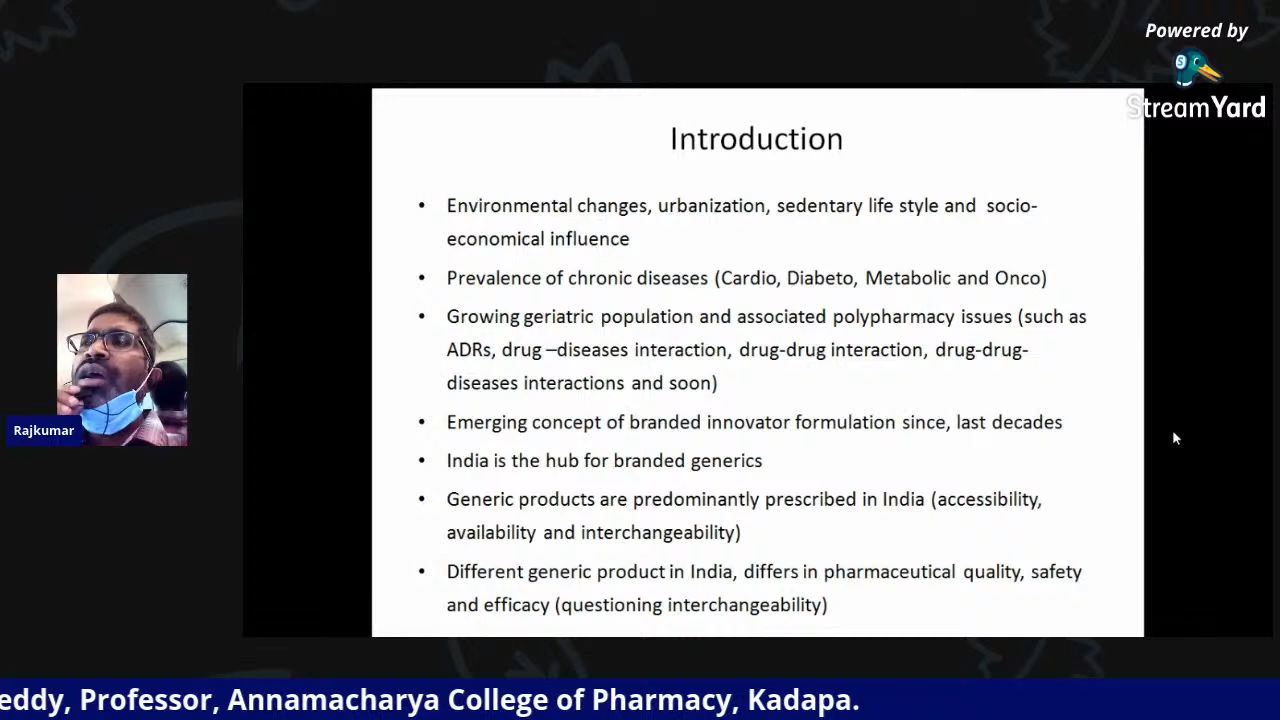 Powered by
StreamYard
Introduction
• Environmental changes, urbanization, sedentary life style and socio-
economical influence
• Prevalence of chronic diseases (Cardio, Diabeto, Metabolic and Onco)
• Growing geriatric population and associated polypharmacy issues (such as
ADRs, drug –diseases interaction, drug-drug interaction, drug-drug-
diseases interactions and soon)
• Emerging concept of branded innovator formulation since, last decades
• India is the hub for branded generics
• Generic products are predominantly prescribed in India (accessibility,
availability and interchangeability)
• Different generic product in India, differs in pharmaceutical quality, safety
and efficacy (questioning interchangeability)
Rajkumar
eddy, Professor, Annamacharya College of Pharmacy, Kadapa.